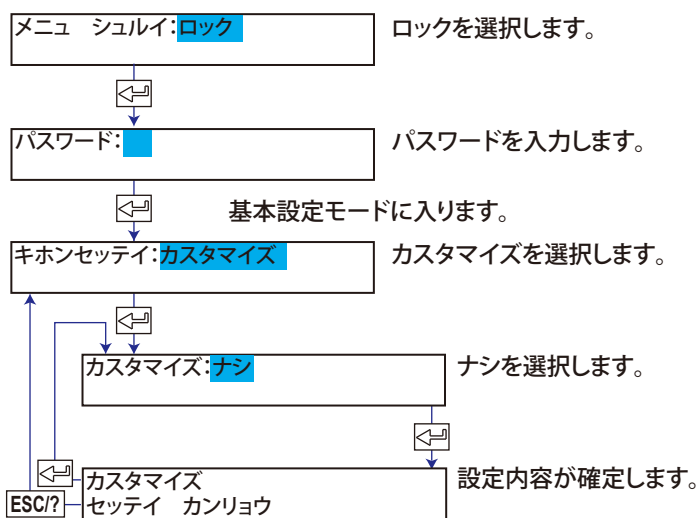 メニュ　シュルイ:ロック
ロックを選択します。
パスワード:
パスワードを入力します。
基本設定モードに入ります。
キホンセッテイ:カスタマイズ
カスタマイズを選択します。
カスタマイズ:ナシ
ナシを選択します。
カスタマイズ
セッテイ　カンリョウ
設定内容が確定します。
ESC/?